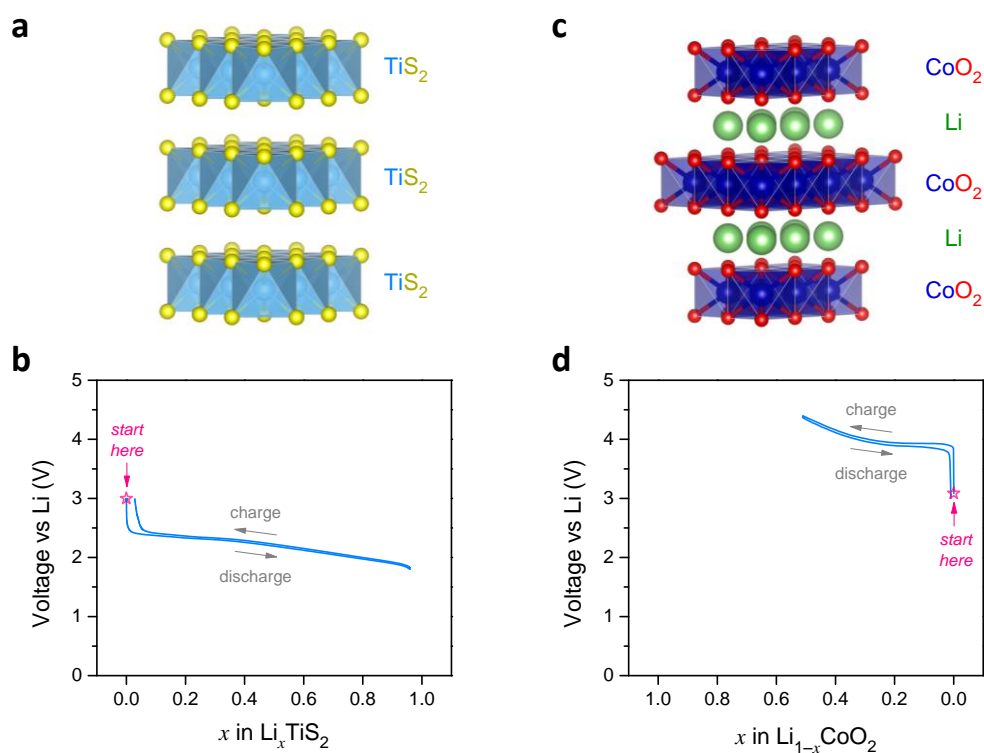 a
TiS₂
TiS₂
TiS₂
b
5
4
3
2
1
0
Voltage vs Li (V)
start
here
charge
discharge
0.0 0.2 0.4 0.6 0.8 1.0
x in LiₓTiS₂
c
CoO₂
Li
CoO₂
Li
CoO₂
d
5
4
3
2
1
0
Voltage vs Li (V)
charge
discharge
start
here
1.0 0.8 0.6 0.4 0.2 0.0
x in Li₁₋ₓCoO₂